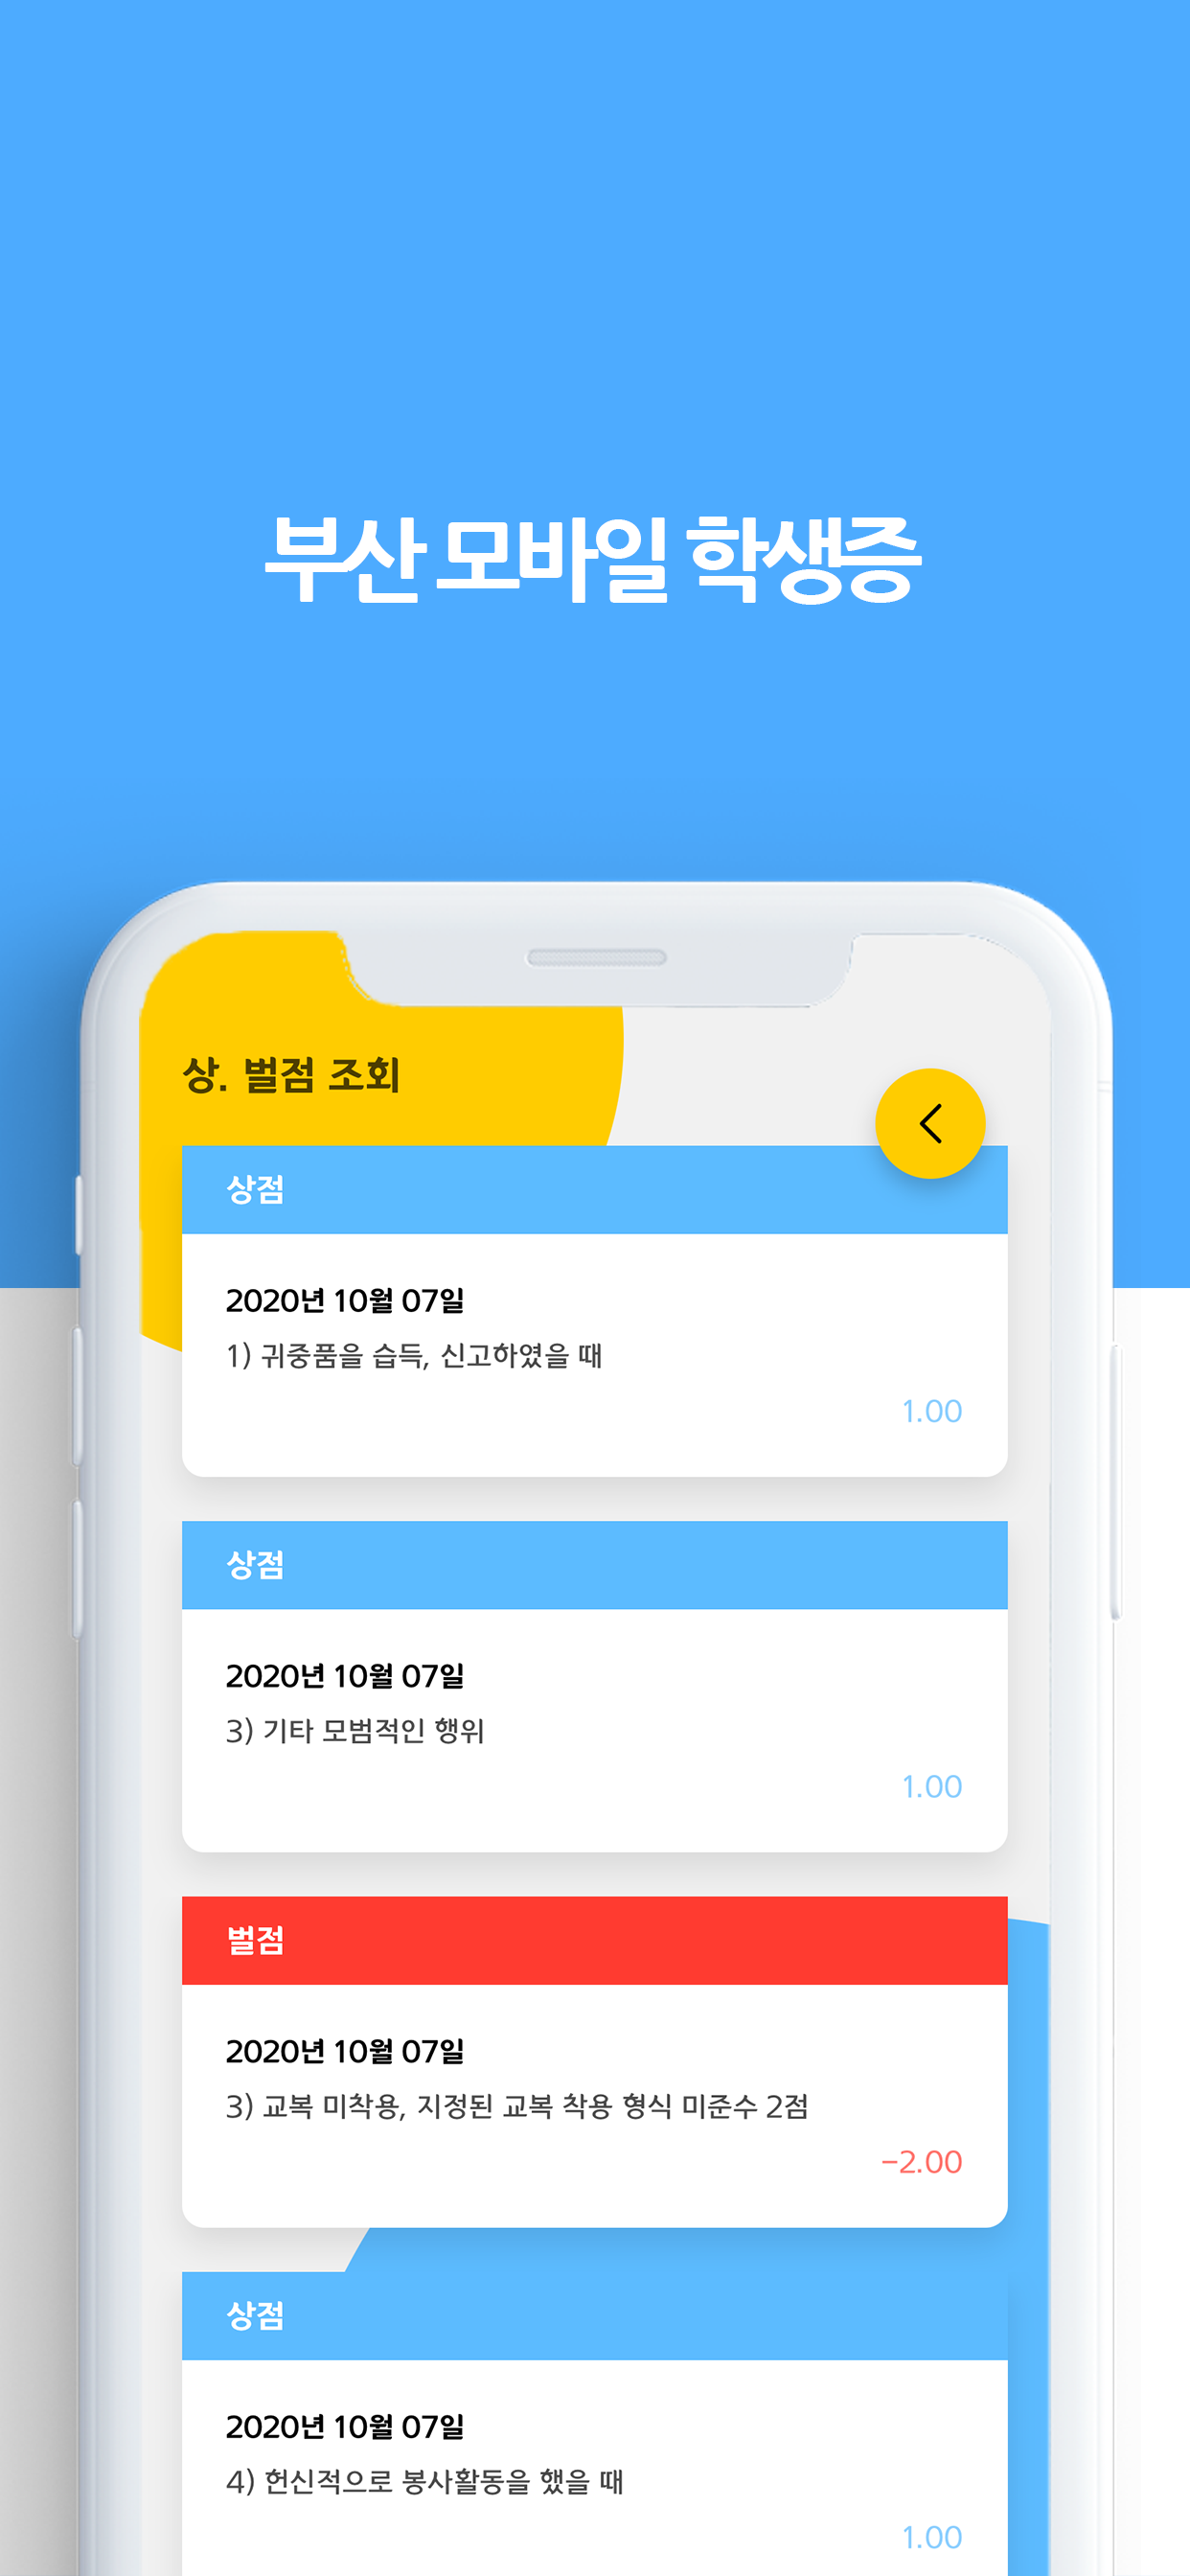 부산 모바일 학생증
상. 벌점 조회
상점
2020년 10월 07일
1) 귀중품을 습득, 신고하였을 때
1.00
상점
2020년 10월 07일
3) 기타 모범적인 행위
1.00
벌점
2020년 10월 07일
3) 교복 미착용, 지정된 교복 착용 형식 미준수 2점
-2.00
상점
2020년 10월 07일
4) 헌신적으로 봉사활동을 했을 때
1.00